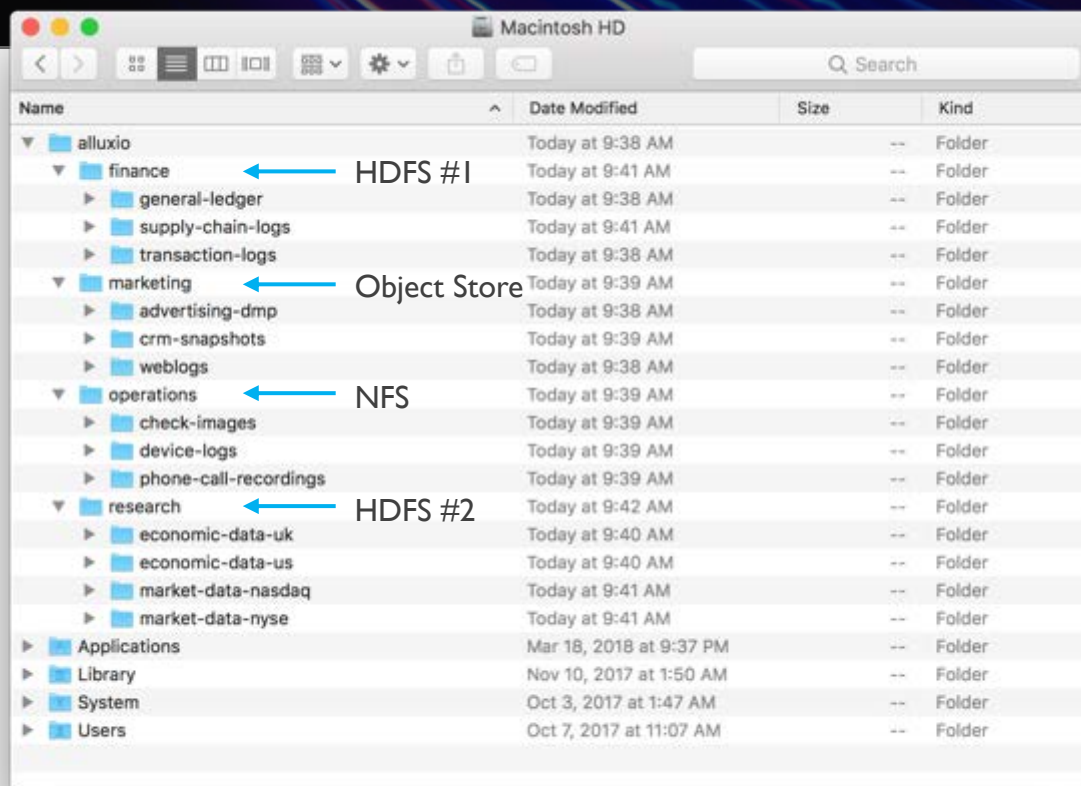 Macintosh HD
Search
Name Date Modified Size Kind
alluxio Today at 9:38 AM -- Folder
finance HDFS #1 Today at 9:41 AM -- Folder
general-ledger Today at 9:38 AM -- Folder
supply-chain-logs Today at 9:41 AM -- Folder
transaction-logs Today at 9:38 AM -- Folder
marketing Object Store Today at 9:39 AM -- Folder
advertising-dmp Today at 9:38 AM -- Folder
crm-snapshots Today at 9:39 AM -- Folder
weblogs Today at 9:38 AM -- Folder
operations NFS Today at 9:39 AM -- Folder
check-images Today at 9:39 AM -- Folder
device-logs Today at 9:39 AM -- Folder
phone-call-recordings Today at 9:39 AM -- Folder
research HDFS #2 Today at 9:42 AM -- Folder
economic-data-uk Today at 9:40 AM -- Folder
economic-data-us Today at 9:40 AM -- Folder
market-data-nasdaq Today at 9:41 AM -- Folder
market-data-nyse Today at 9:41 AM -- Folder
Applications Mar 18, 2018 at 9:37 PM -- Folder
Library Nov 10, 2017 at 1:50 AM -- Folder
System Oct 3, 2017 at 1:47 AM -- Folder
Users Oct 7, 2017 at 11:07 AM -- Folder